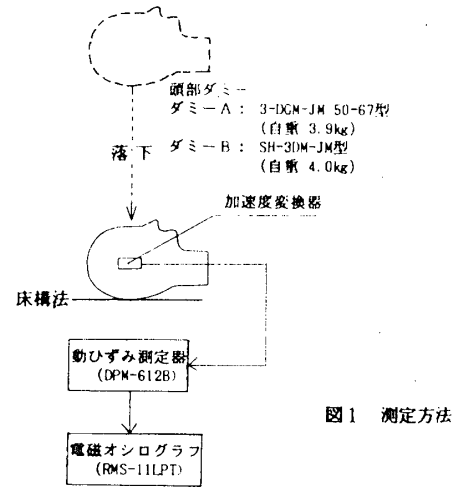 頭部ダミー
ダミーA : 3-DGM-JM 50-67型
(自重 3.9kg)
ダミーB : SH-3DM-JM型
(自重 4.0kg)
落下
加速度変換器
床構法
動ひずみ測定器
(DPM-612B)
電磁オシログラフ
(RMS-11LPT)
図1 測定方法